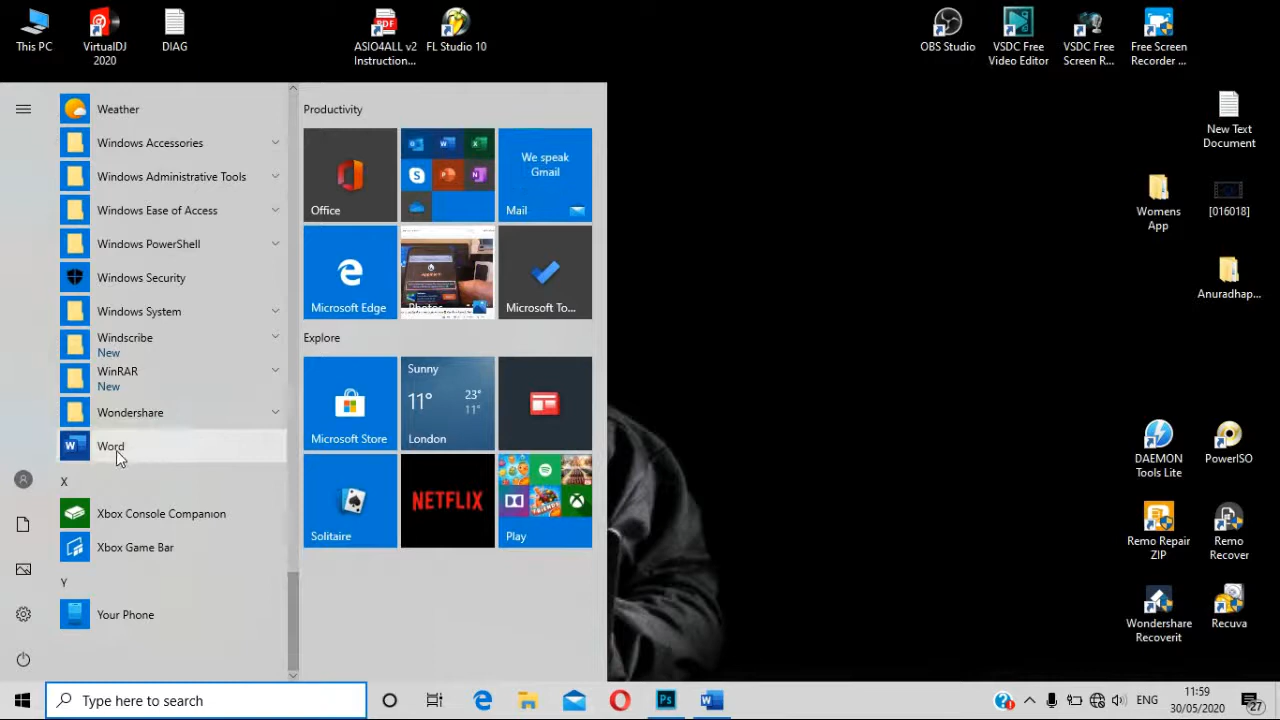 This PC
VirtualDJ
2020
DIAG
PDF
ASIO4ALL v2
Instruction...
FL Studio 10
OBS Studio
VSDC Free
Video Editor
VSDC Free
Screen R...
Free Screen
Recorder ...
Weather
Windows Accessories
Windows Administrative Tools
Windows Ease of Access
Windows PowerShell
Windows Security
Windows System
Windscribe
New
WinRAR
New
Wondershare
Word
X
Xbox Console Companion
Xbox Game Bar
Y
Your Phone
Productivity
Office
We speak
Gmail
Mail
Microsoft Edge
Photos
Microsoft To...
Explore
Microsoft Store
Sunny
11° 23°
11°
London
Solitaire
NETFLIX
Play
New Text
Document
Womens
App
[016018]
Anuradhap...
DAEMON
Tools Lite
PowerISO
Remo Repair
ZIP
Remo
Recover
Wondershare
Recoverit
Recuva
Type here to search
Ps
ENG
11:59
30/05/2020
27